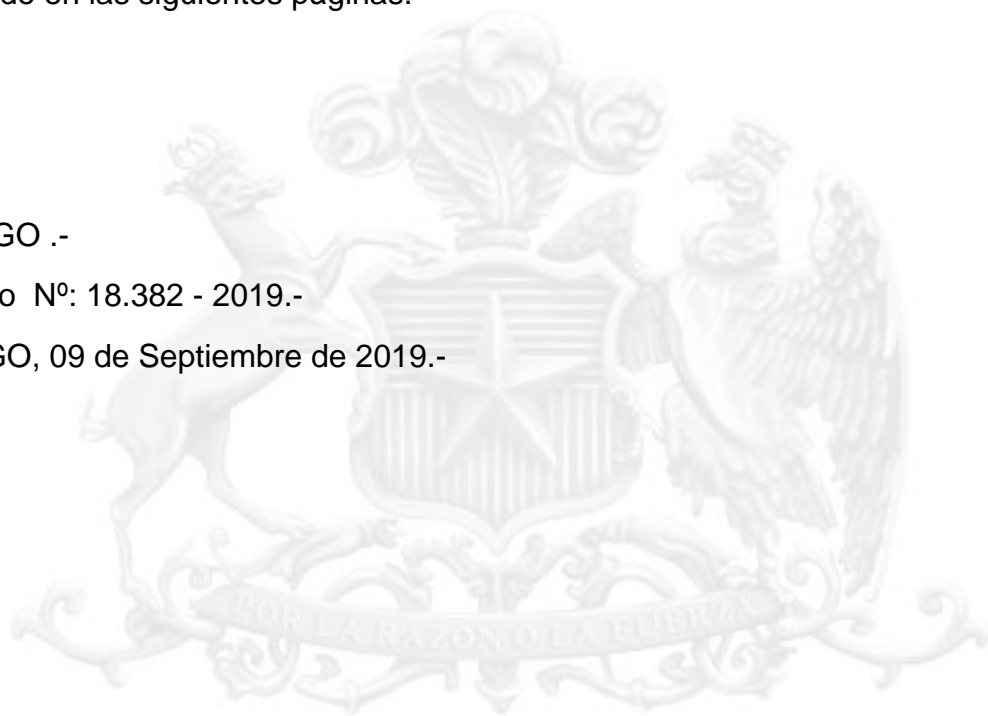 do en las siguientes páginas.
GO .-
o Nº: 18.382 - 2019.-
GO, 09 de Septiembre de 2019.-
POR LA RAZON O LA FUERZA